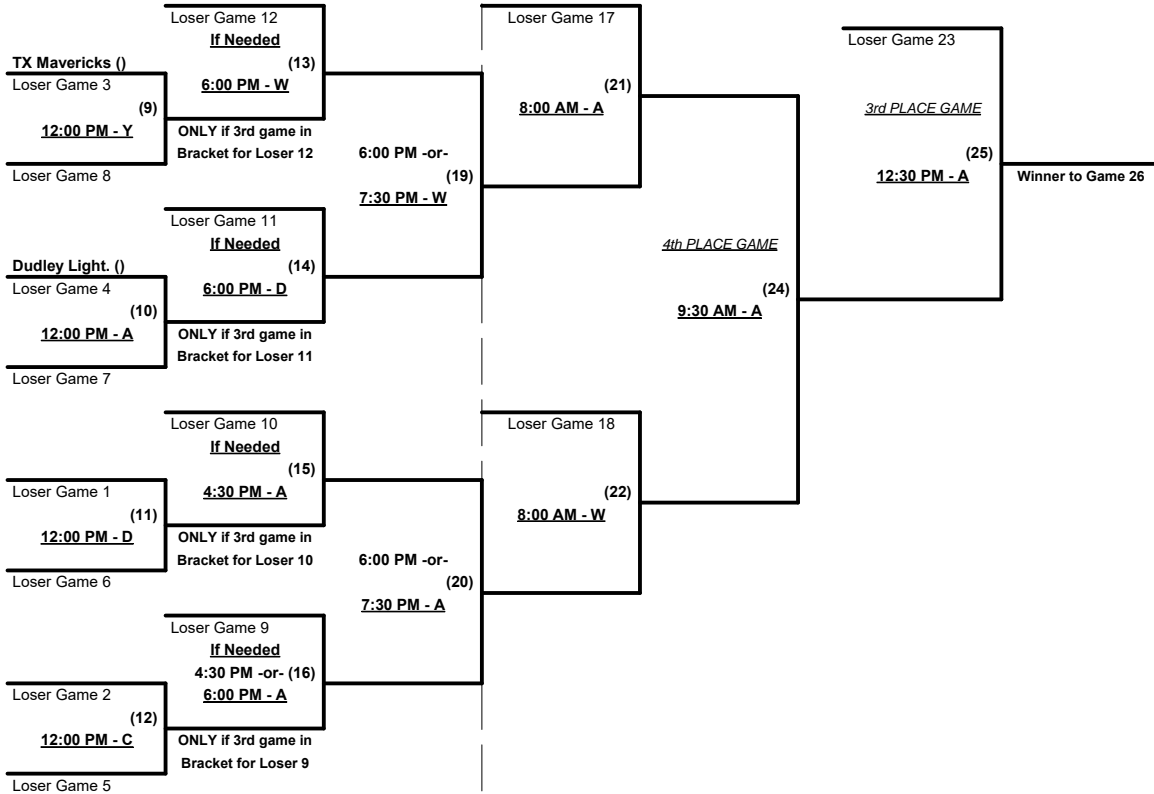 Loser Game 12
If Needed
(13)
6:00 PM - W
TX Mavericks ()
Loser Game 3
(9)
12:00 PM - Y
Loser Game 8
ONLY if 3rd game in
Bracket for Loser 12
Loser Game 11
If Needed
(14)
6:00 PM - D
Dudley Light. ()
Loser Game 4
(10)
12:00 PM - A
Loser Game 7
ONLY if 3rd game in
Bracket for Loser 11
Loser Game 10
If Needed
(15)
4:30 PM - A
Loser Game 1
(11)
12:00 PM - D
Loser Game 6
ONLY if 3rd game in
Bracket for Loser 10
Loser Game 9
If Needed
4:30 PM -or- (16)
6:00 PM - A
Loser Game 2
(12)
12:00 PM - C
Loser Game 5
ONLY if 3rd game in
Bracket for Loser 9
6:00 PM -or-
(19)
7:30 PM - W
6:00 PM -or-
(20)
7:30 PM - A
Loser Game 17
(21)
8:00 AM - A
Loser Game 18
(22)
8:00 AM - W
4th PLACE GAME
(24)
9:30 AM - A
Loser Game 23
3rd PLACE GAME
(25)
12:30 PM - A
Winner to Game 26